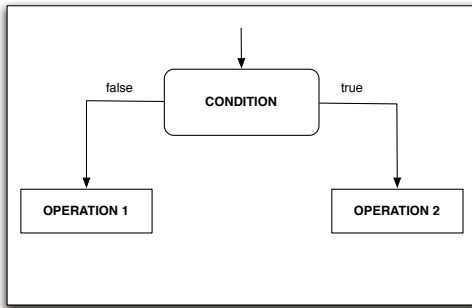 false
true
CONDITION
OPERATION 1
OPERATION 2